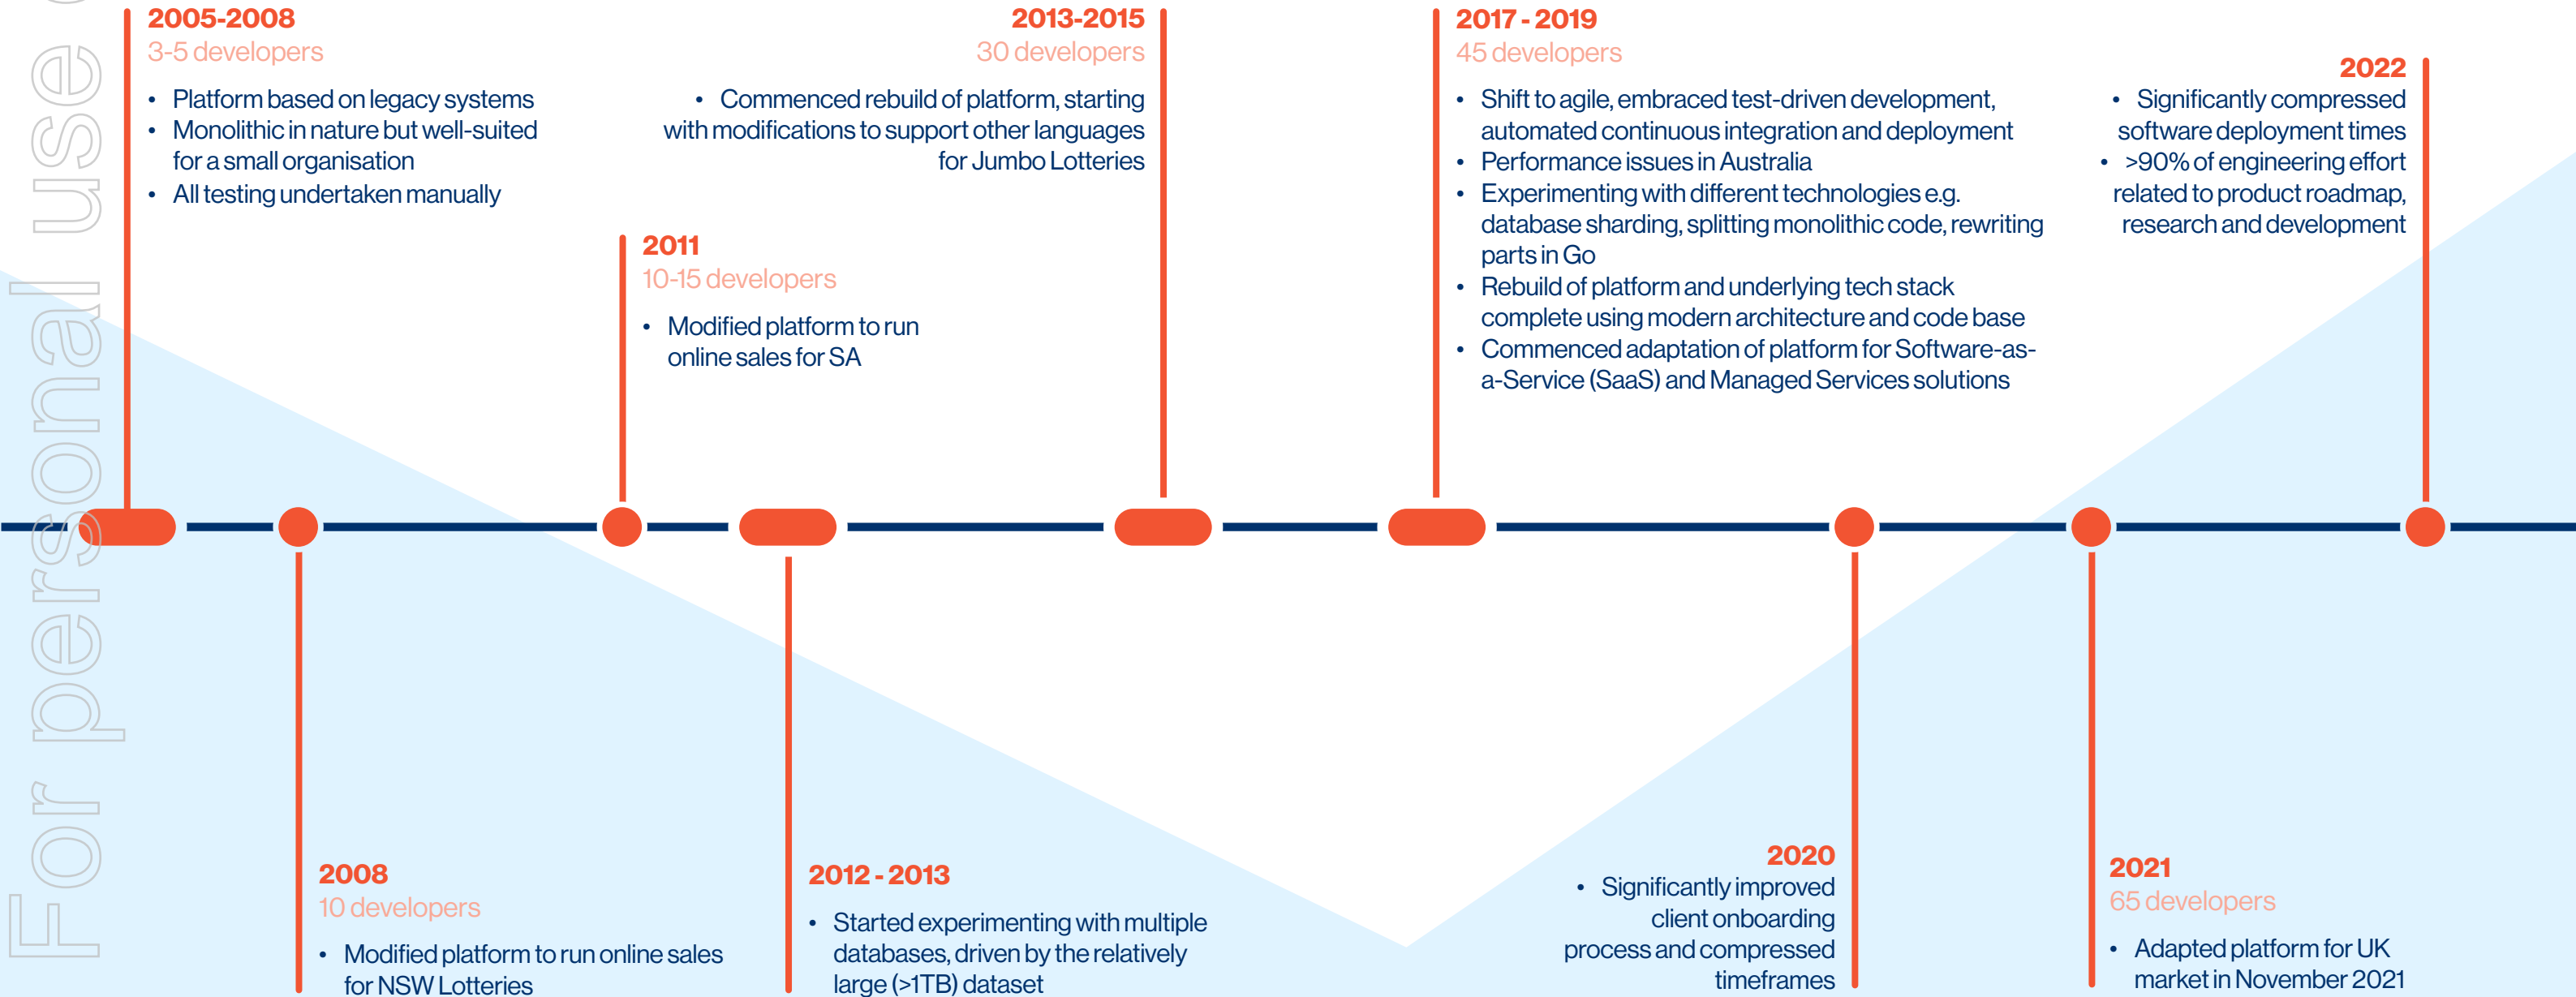 For personal use
2005-2008
3-5 developers
• Platform based on legacy systems
• Monolithic in nature but well-suited
for a small organisation
• All testing undertaken manually
2008
10 developers
• Modified platform to run online sales
for NSW Lotteries
2011
10-15 developers
• Modified platform to run
online sales for SA
2012 - 2013
• Started experimenting with multiple
databases, driven by the relatively
large (>1TB) dataset
2013-2015
30 developers
• Commenced rebuild of platform, starting
with modifications to support other languages
for Jumbo Lotteries
2017 - 2019
45 developers
• Shift to agile, embraced test-driven development,
automated continuous integration and deployment
• Performance issues in Australia
• Experimenting with different technologies e.g.
database sharding, splitting monolithic code, rewriting
parts in Go
• Rebuild of platform and underlying tech stack
complete using modern architecture and code base
• Commenced adaptation of platform for Software-as-
a-Service (SaaS) and Managed Services solutions
2020
• Significantly improved
client onboarding
process and compressed
timeframes
2021
65 developers
• Adapted platform for UK
market in November 2021
2022
• Significantly compressed
software deployment times
• >90% of engineering effort
related to product roadmap,
research and development